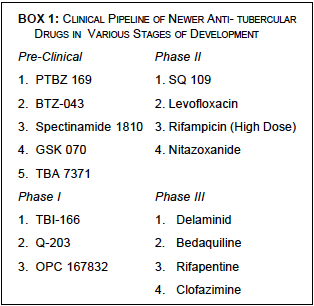 BOX 1: CLINICAL PIPELINE OF NEWER ANTI- TUBERCULAR
DRUGS IN VARIOUS STAGES OF DEVELOPMENT
Pre-Clinical
1. PTBZ 169
2. BTZ-043
3. Spectinamide 1810
4. GSK 070
5. TBA 7371
Phase II
1. SQ 109
2. Levofloxacin
3. Rifampicin (High Dose)
4. Nitazoxanide
Phase I
1. TBI-166
2. Q-203
3. OPC 167832
Phase III
1. Delaminid
2. Bedaquiline
3. Rifapentine
4. Clofazimine